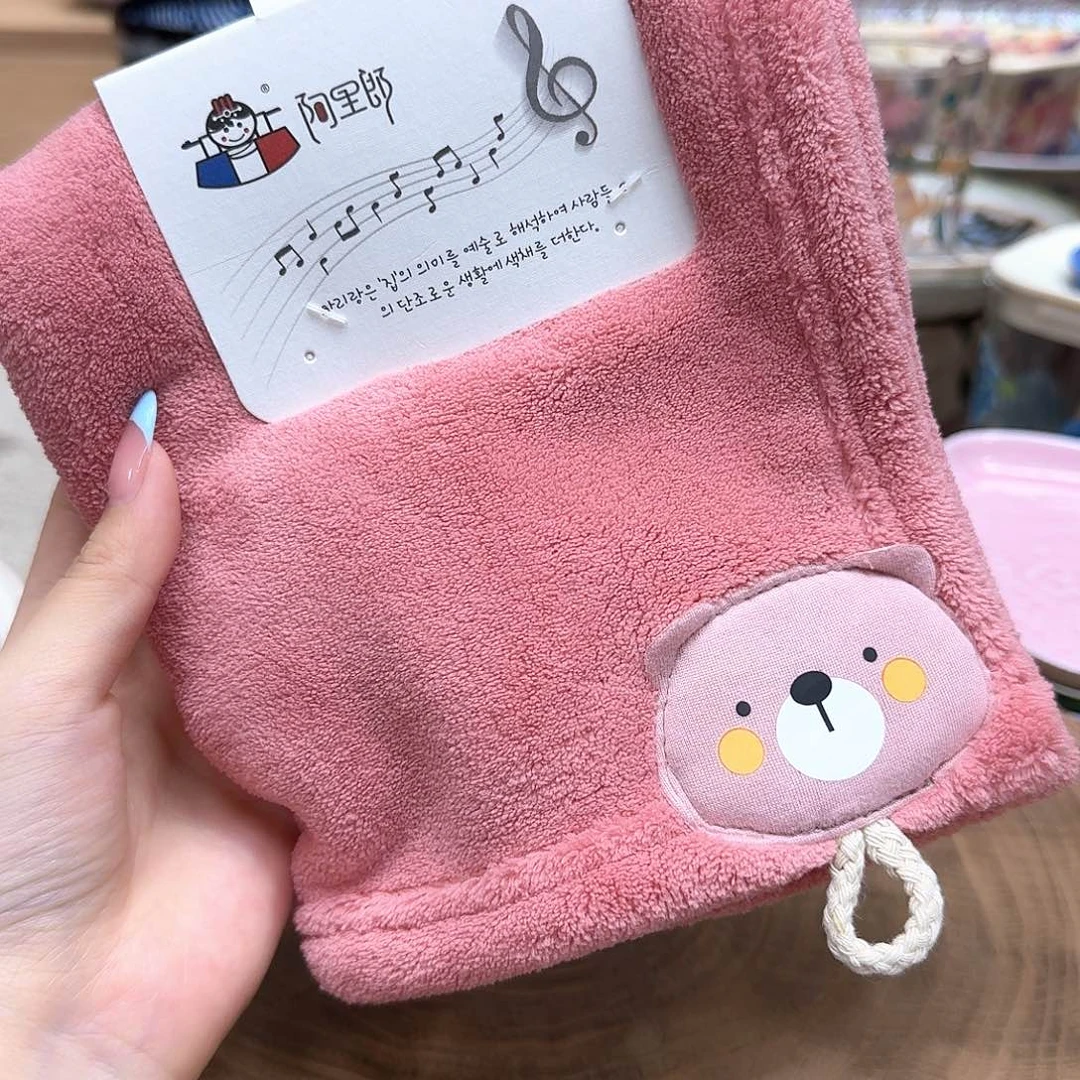 阿里郎
®
아리랑은 '집'의 의미를 예술로 해석하여 사람들
의 단조로운 생활에 색채를 더한다.